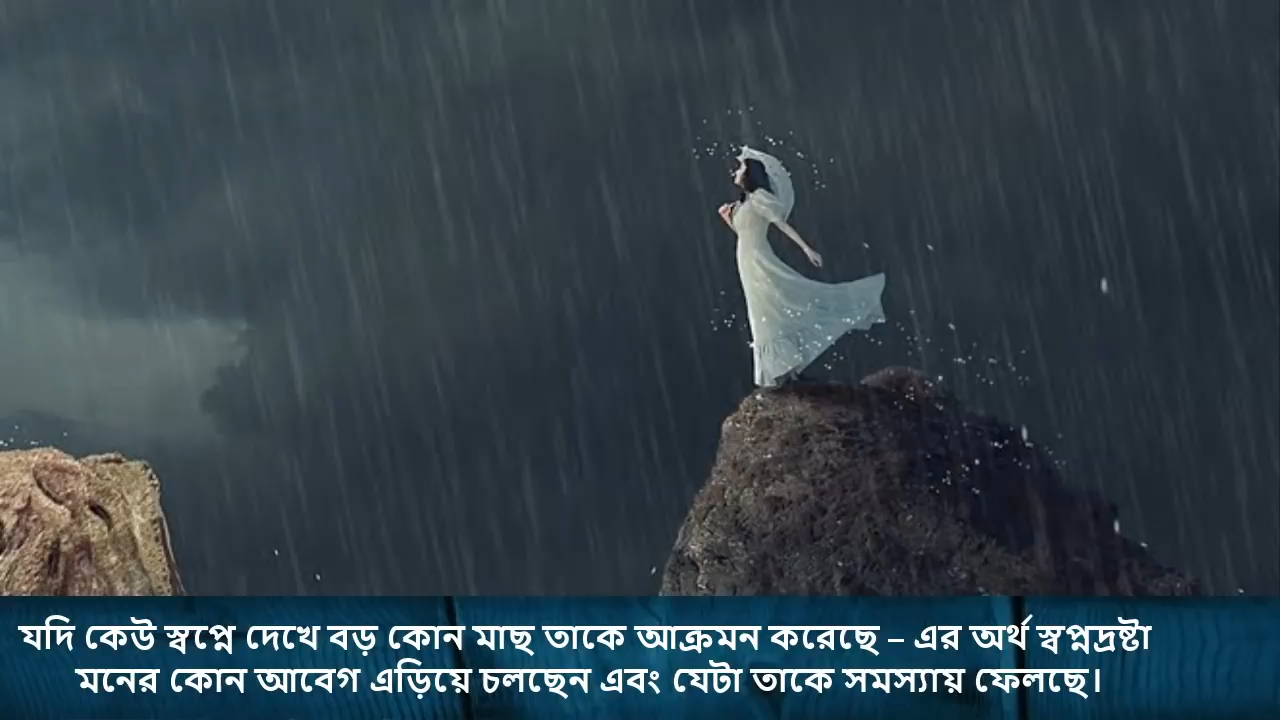 যদি কেউ স্বপ্নে দেখে বড় কোন মাছ তাকে আক্রমন করেছে – এর অর্থ স্বপ্নদ্রষ্টা
মনের কোন আবেগ এড়িয়ে চলছেন এবং যেটা তাকে সমস্যায় ফেলছে।